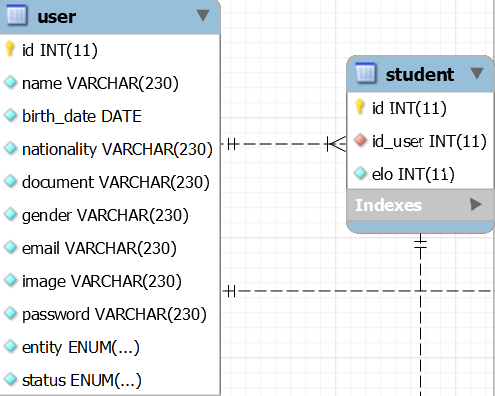 user
id INT(11)
name VARCHAR(230)
birth_date DATE
nationality VARCHAR(230)
document VARCHAR(230)
gender VARCHAR(230)
email VARCHAR(230)
image VARCHAR(230)
password VARCHAR(230)
entity ENUM(...)
status ENUM(...)
student
id INT(11)
id_user INT(11)
elo INT(11)
Indexes